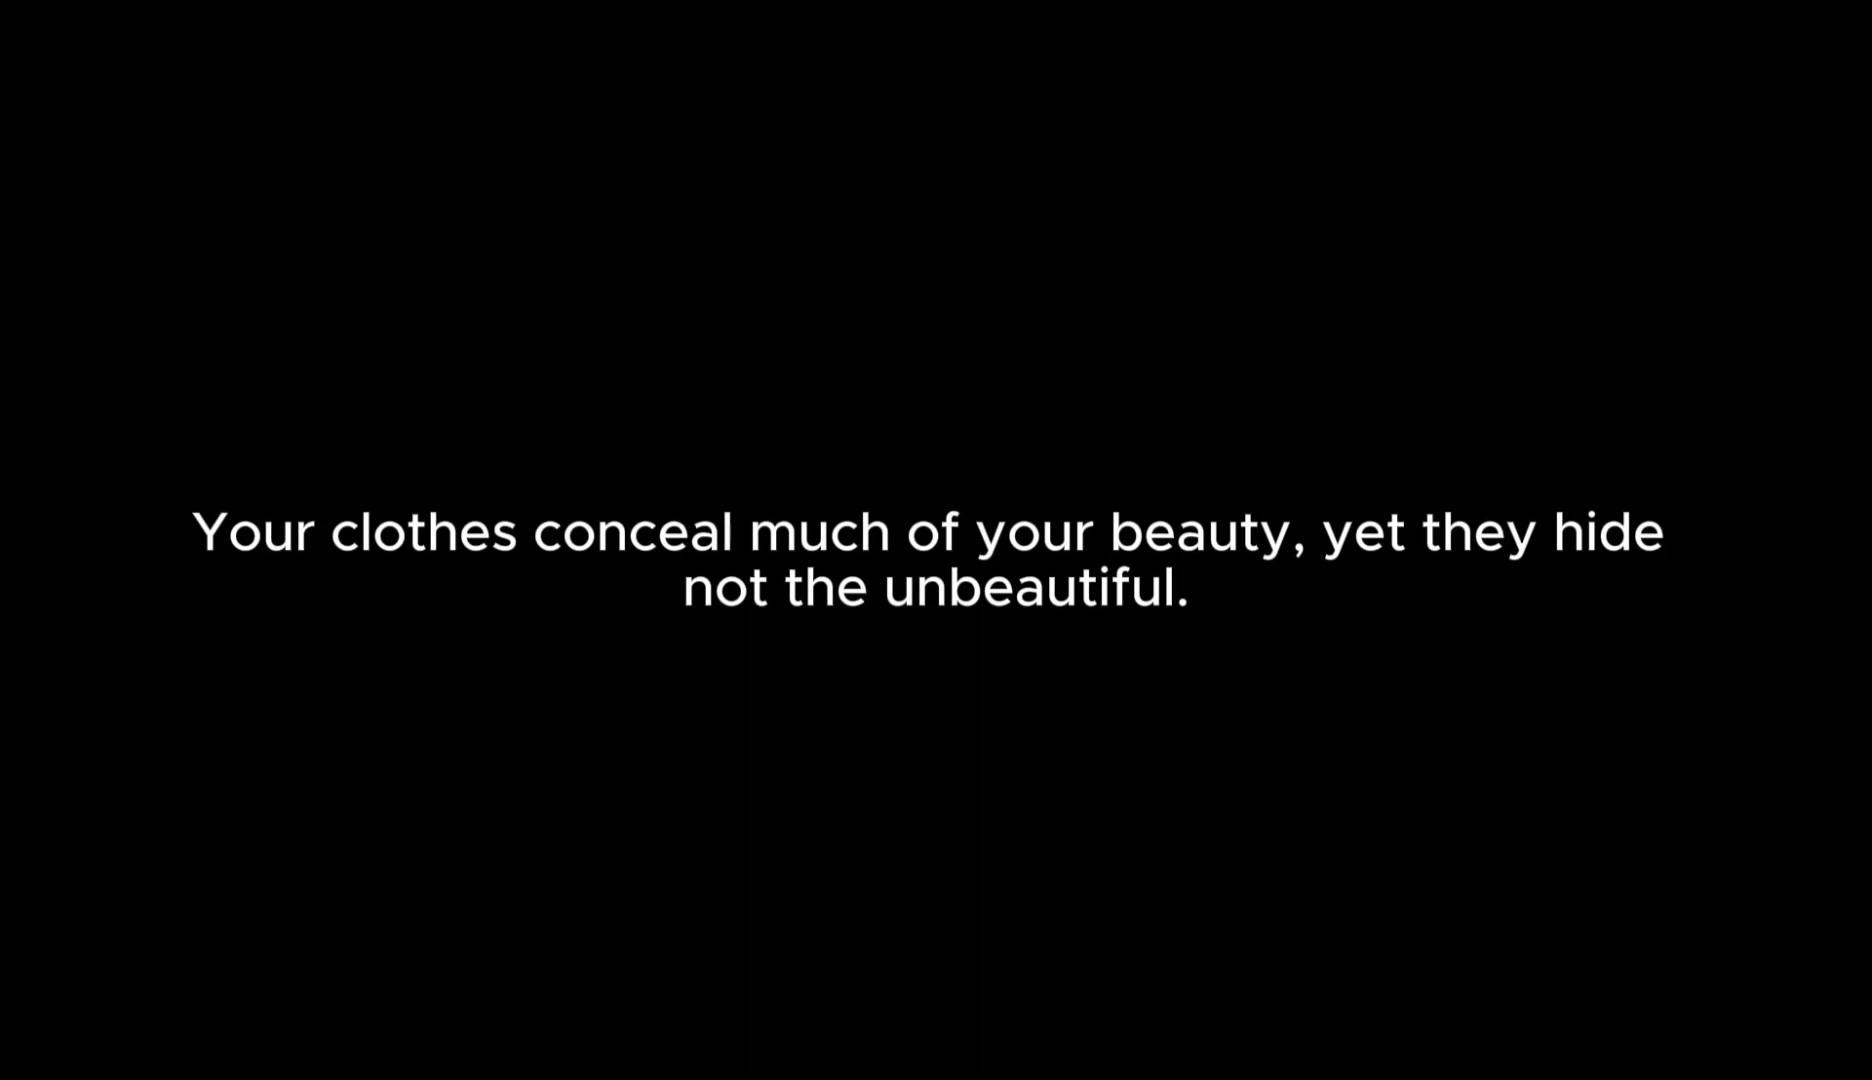 Your clothes conceal much of your beauty, yet they hide
not the unbeautiful.